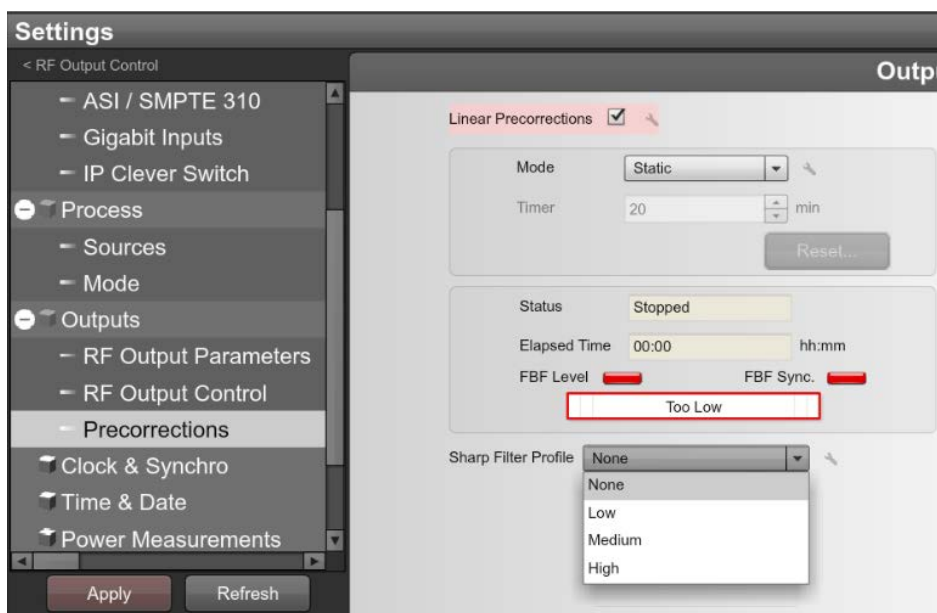 Settings
< RF Output Control
ASI / SMPTE 310
Gigabit Inputs
IP Clever Switch
Process
Sources
Mode
Outputs
RF Output Parameters
RF Output Control
Precorrections
Clock & Synchro
Time & Date
Power Measurements
Apply Refresh
Outp
Linear Precorrections
Mode Static
Timer 20 min
Reset...
Status Stopped
Elapsed Time 00:00 hh:mm
FBF Level FBF Sync.
Too Low
Sharp Filter Profile None
None
Low
Medium
High